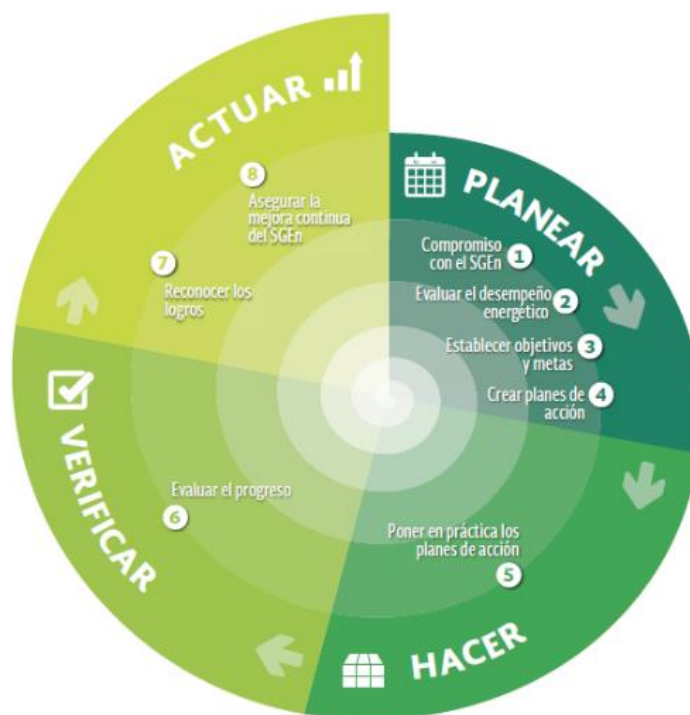 PLANEAR
1
Compromiso
con el SGEn
2
Evaluar el desempeño
energético
3
Establecer objetivos
y metas
4
Crear planes de
acción
HACER
Poner en práctica los
planes de acción
5
VERIFICAR
Evaluar el progreso
6
ACTUAR
7
Reconocer los
logros
8
Asegurar la
mejora continua
del SGEn